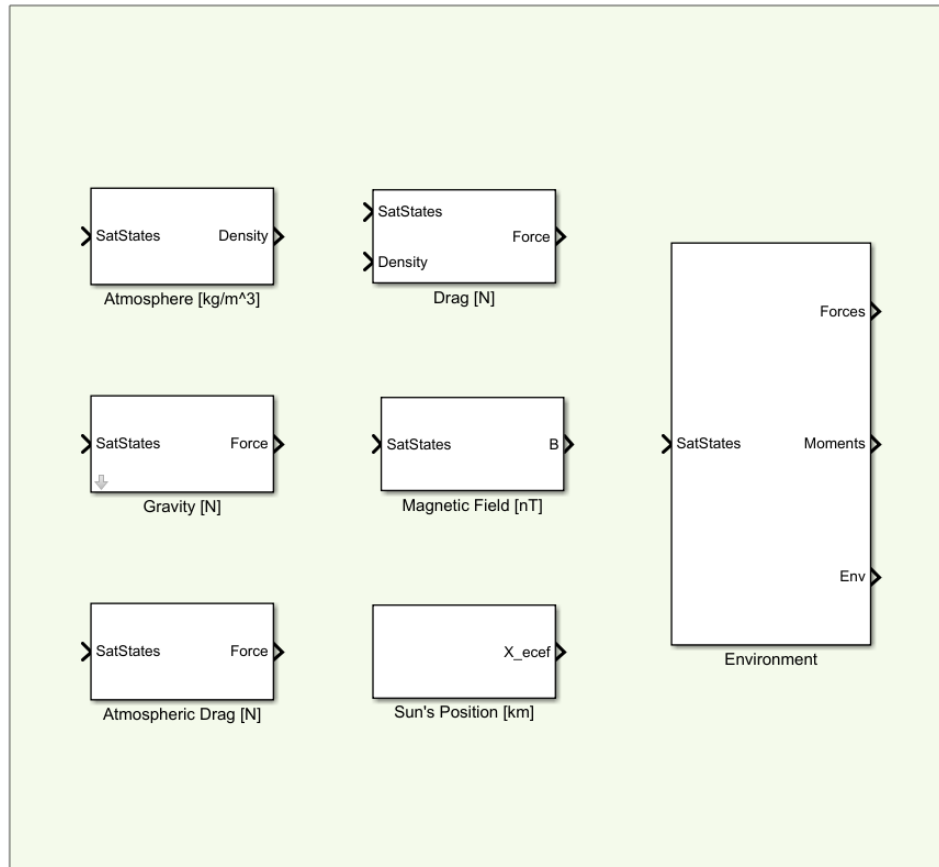 SatStates
Density
Atmosphere [kg/m^3]
SatStates
Density
Force
Drag [N]
SatStates
Force
Gravity [N]
SatStates
B
Magnetic Field [nT]
SatStates
Force
Atmospheric Drag [N]
X_ecef
Sun's Position [km]
SatStates
Forces
Moments
Env
Environment